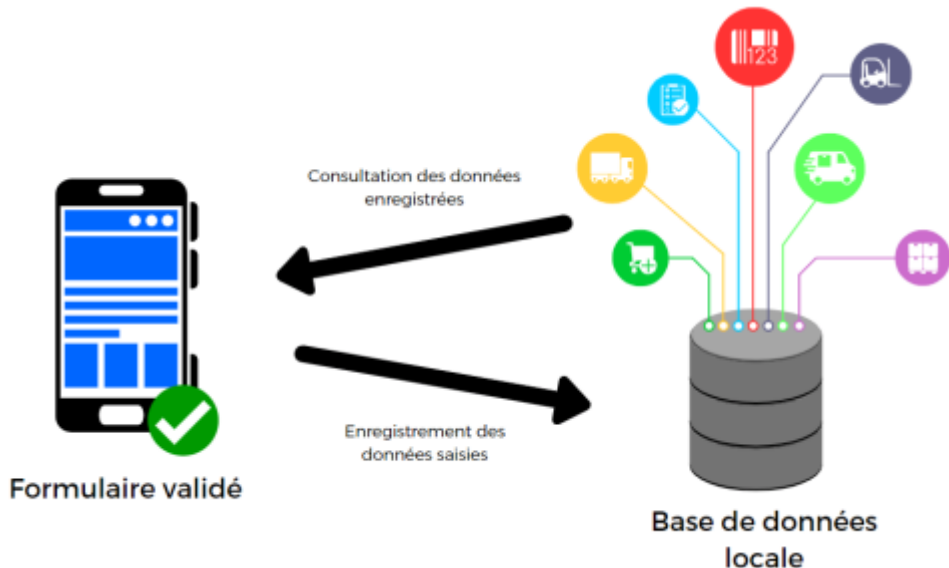 123
Consultation des données
enregistrées
Enregistrement des
données saisies
Formulaire validé
Base de données
locale